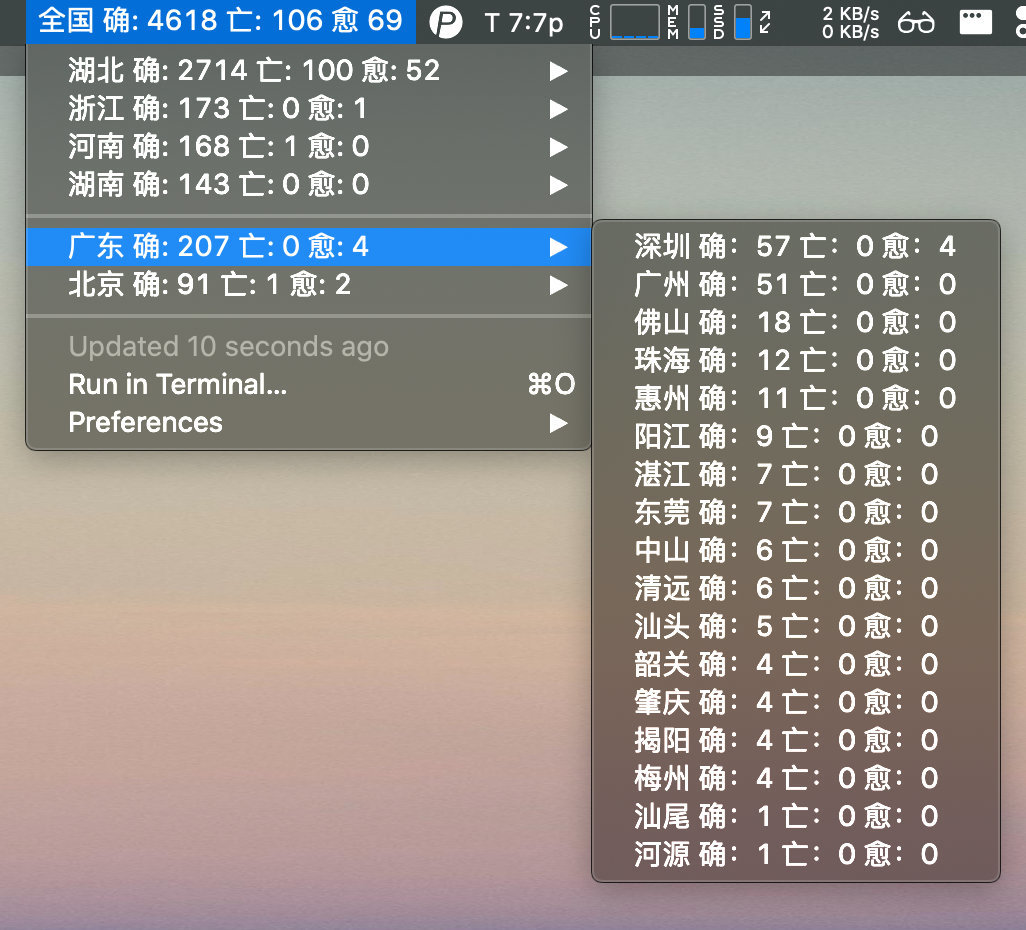 全国 确: 4618 亡: 106 愈 69
P
T 7:7p
CPU
MEM
SSD
2 KB/s
0 KB/s
湖北 确: 2714 亡: 100 愈: 52
浙江 确: 173 亡: 0 愈: 1
河南 确: 168 亡: 1 愈: 0
湖南 确: 143 亡: 0 愈: 0
广东 确: 207 亡: 0 愈: 4
北京 确: 91 亡: 1 愈: 2
Updated 10 seconds ago
Run in Terminal... ⌘O
Preferences
深圳 确：57 亡：0 愈：4
广州 确：51 亡：0 愈：0
佛山 确：18 亡：0 愈：0
珠海 确：12 亡：0 愈：0
惠州 确：11 亡：0 愈：0
阳江 确：9 亡：0 愈：0
湛江 确：7 亡：0 愈：0
东莞 确：7 亡：0 愈：0
中山 确：6 亡：0 愈：0
清远 确：6 亡：0 愈：0
汕头 确：5 亡：0 愈：0
韶关 确：4 亡：0 愈：0
肇庆 确：4 亡：0 愈：0
揭阳 确：4 亡：0 愈：0
梅州 确：4 亡：0 愈：0
汕尾 确：1 亡：0 愈：0
河源 确：1 亡：0 愈：0